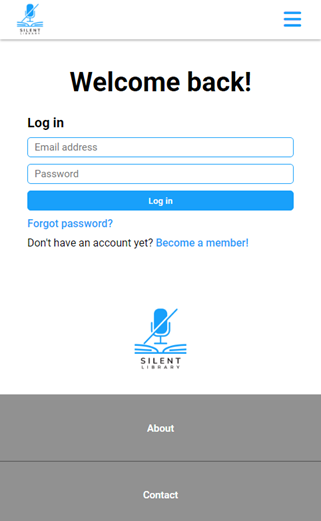 SILENT
LIBRARY
Welcome back!
Log in
Email address
Password
Log in
Forgot password?
Don't have an account yet? Become a member!
SILENT
LIBRARY
About
Contact